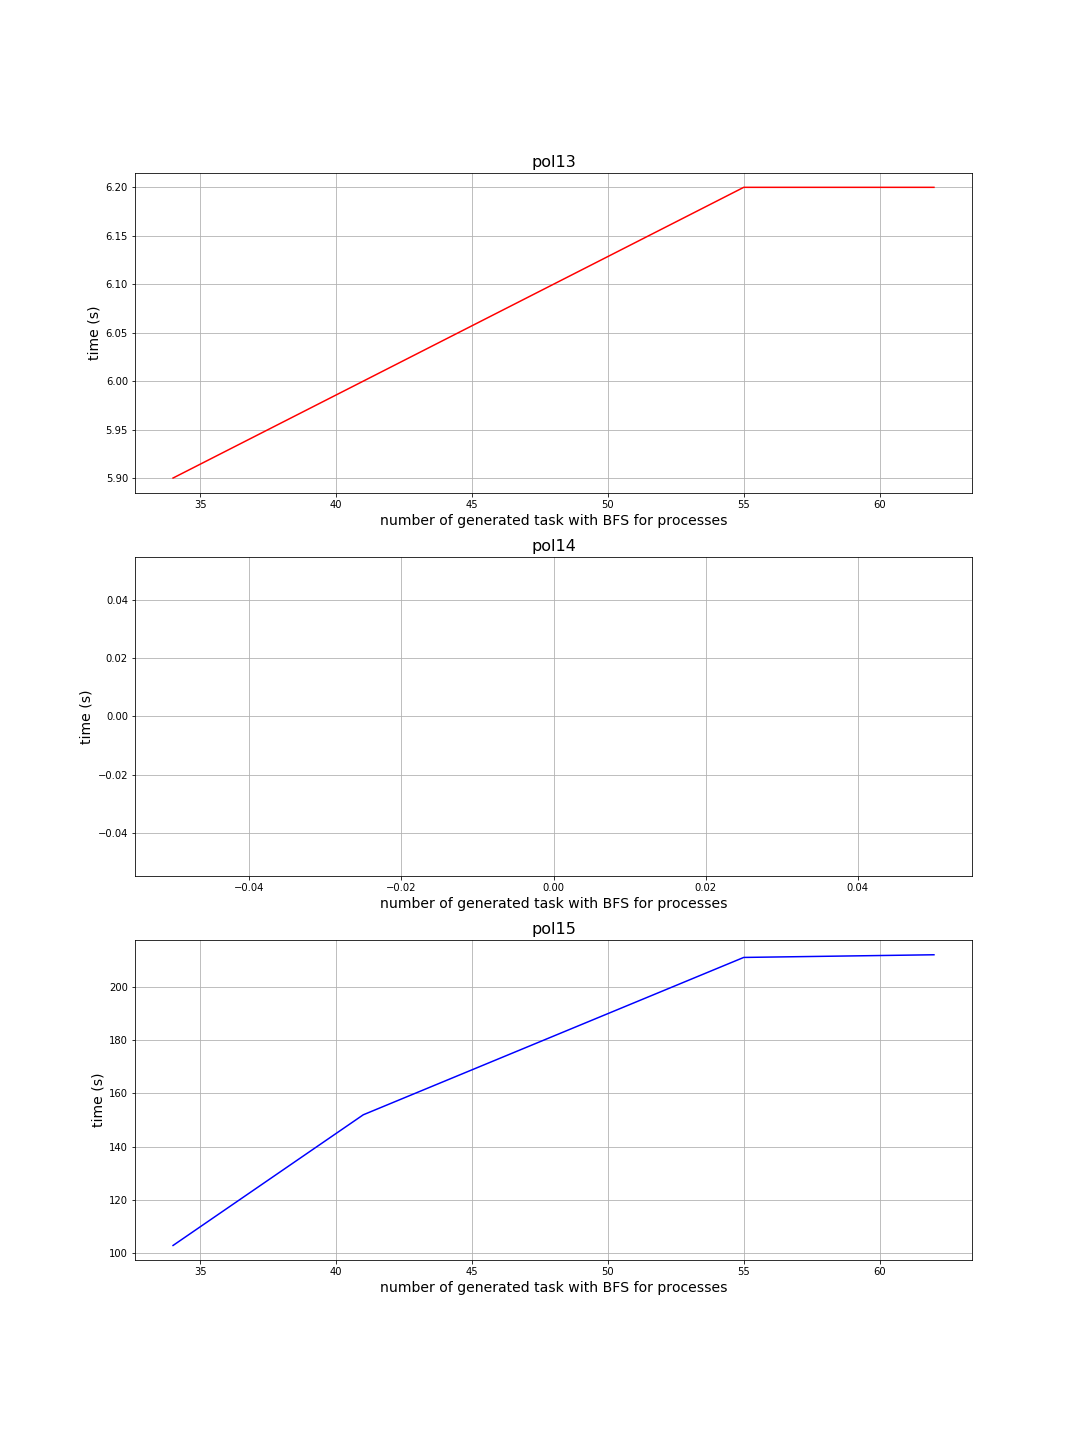 pol13
6.20
6.15
6.10
6.05
6.00
5.95
5.90
time (s)
35 40 45 50 55 60
number of generated task with BFS for processes
pol14
0.04
0.02
0.00
−0.02
−0.04
time (s)
−0.04 −0.02 0.00 0.02 0.04
number of generated task with BFS for processes
pol15
200
180
160
140
120
100
time (s)
35 40 45 50 55 60
number of generated task with BFS for processes